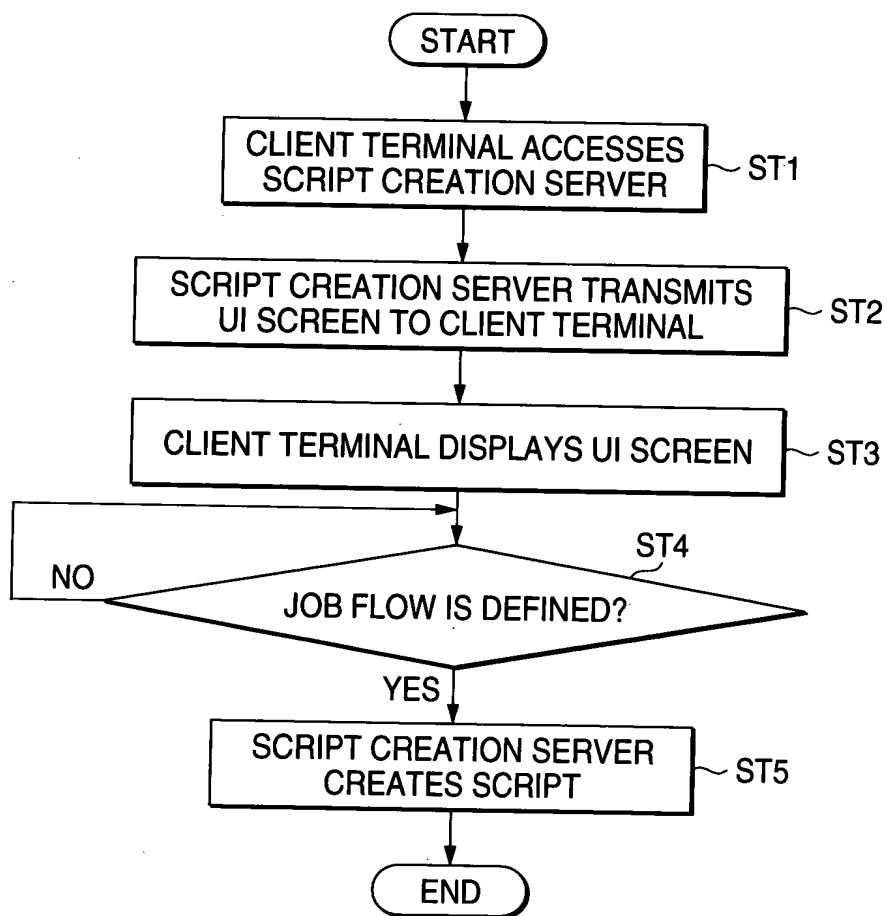 START
CLIENT TERMINAL ACCESSES
SCRIPT CREATION SERVER
ST1
SCRIPT CREATION SERVER TRANSMITS
UI SCREEN TO CLIENT TERMINAL
ST2
CLIENT TERMINAL DISPLAYS UI SCREEN
ST3
ST4
NO
JOB FLOW IS DEFINED?
YES
SCRIPT CREATION SERVER
CREATES SCRIPT
ST5
END